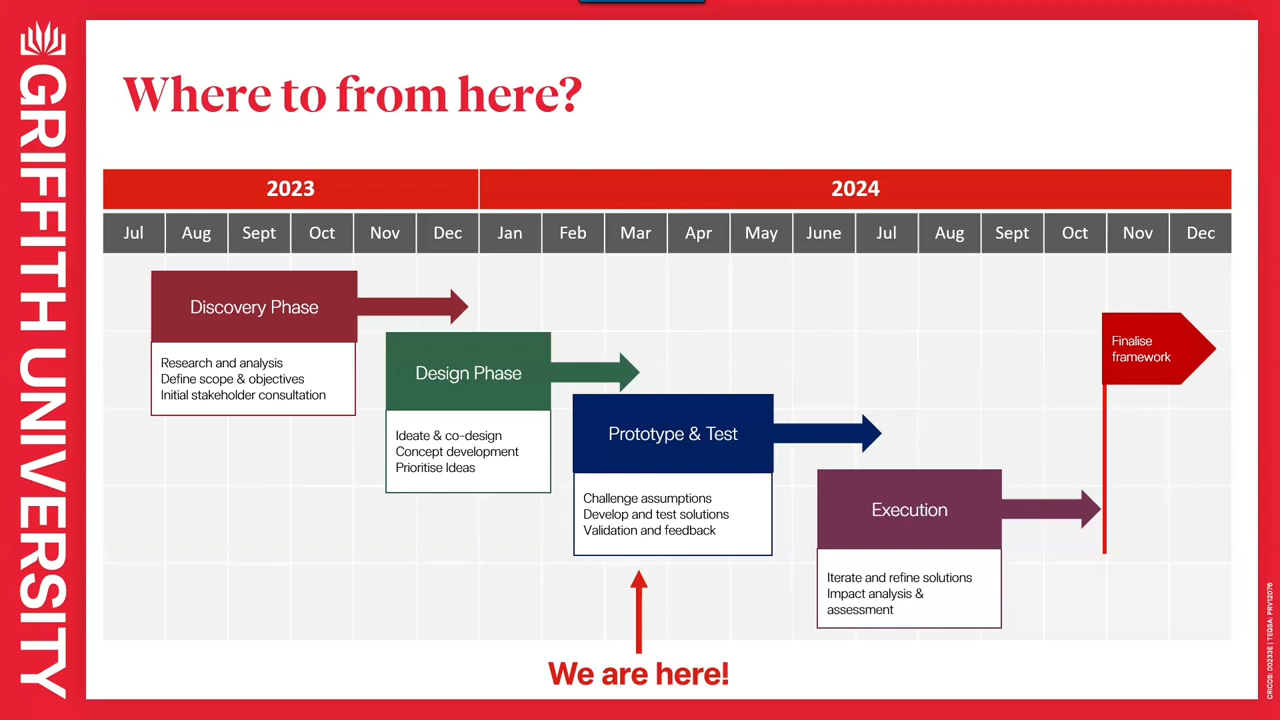 GRIFFITH UNIVERSITY
Where to from here?
2023 2024
Jul Aug Sept Oct Nov Dec Jan Feb Mar Apr May June Jul Aug Sept Oct Nov Dec
Discovery Phase
Research and analysis
Define scope & objectives
Initial stakeholder consultation
Design Phase
Ideate & co-design
Concept development
Prioritise Ideas
Prototype & Test
Challenge assumptions
Develop and test solutions
Validation and feedback
Execution
Iterate and refine solutions
Impact analysis &
assessment
Finalise
framework
We are here!
CRICOS: 00233E | TEQSA: PRV12076